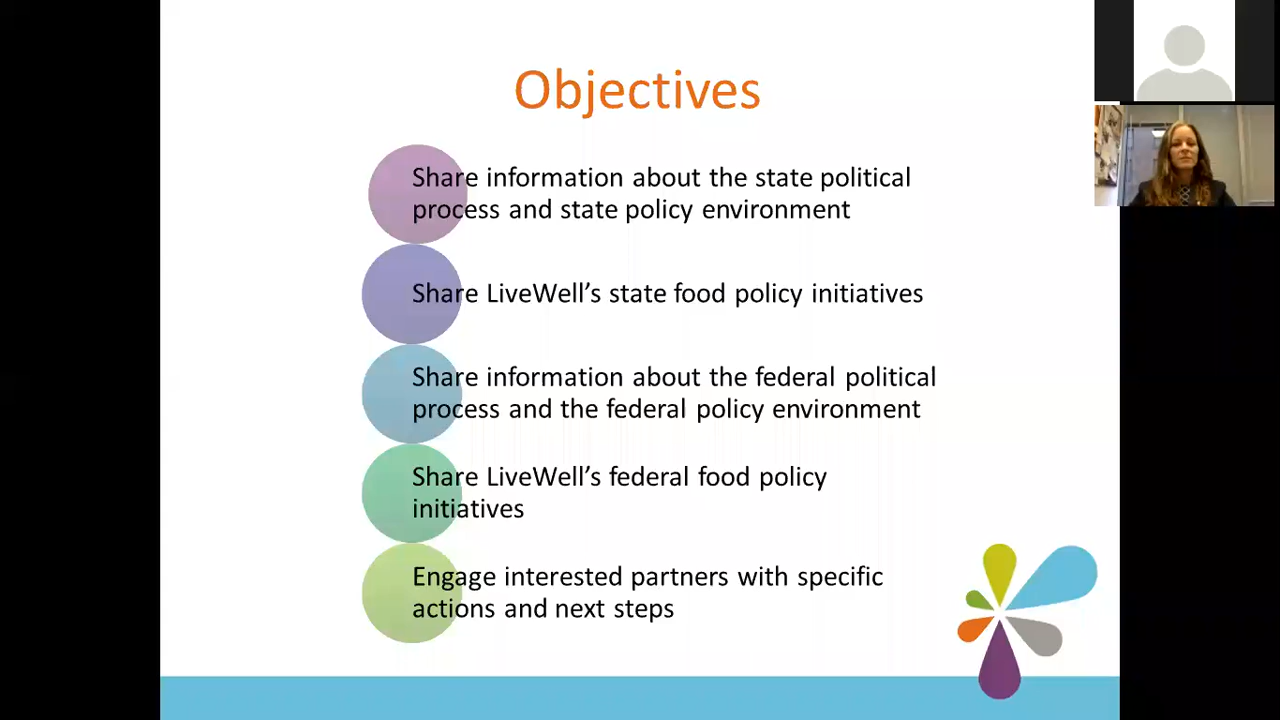 Objectives
Share information about the state political
process and state policy environment
Share LiveWell’s state food policy initiatives
Share information about the federal political
process and the federal policy environment
Share LiveWell’s federal food policy
initiatives
Engage interested partners with specific
actions and next steps